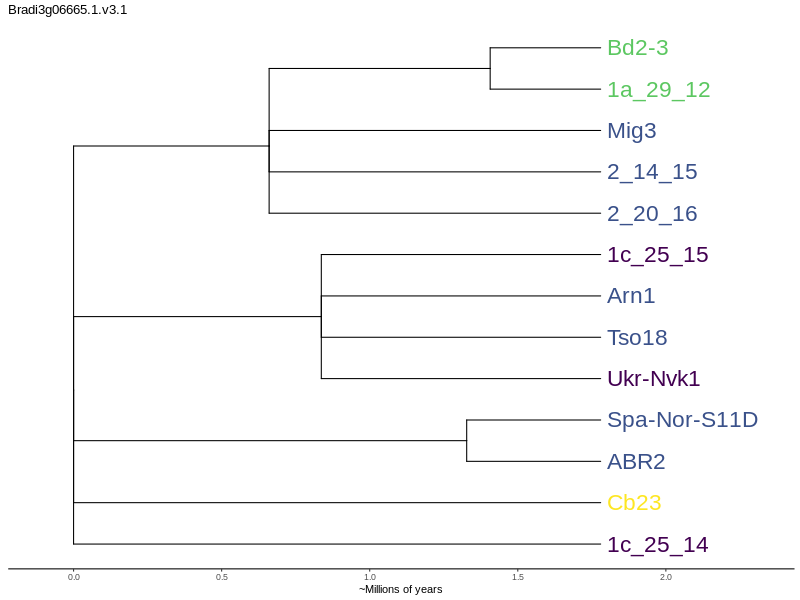 Bradi3g06665.1.v3.1
Bd2-3
1a_29_12
Mig3
2_14_15
2_20_16
1c_25_15
Arn1
Tso18
Ukr-Nvk1
Spa-Nor-S11D
ABR2
Cb23
1c_25_14
0.0 0.5 1.0 1.5 2.0
~Millions of years